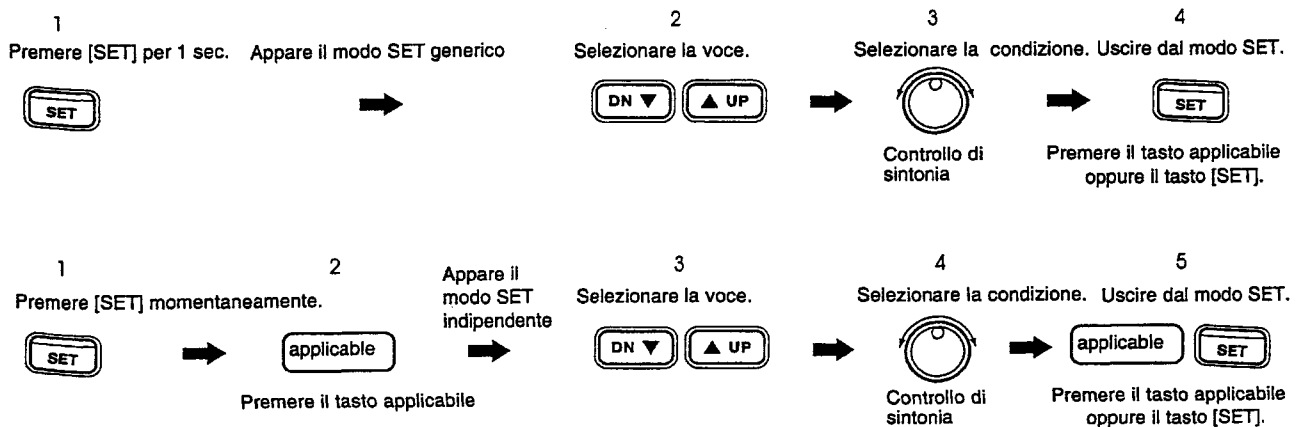 1
2
3
4
Premere [SET] per 1 sec. Appare il modo SET generico
Selezionare la voce.
Selezionare la condizione. Uscire dal modo SET.
SET
DN ▼
▲ UP
SET
Controllo di
sintonia
Premere il tasto applicabile
oppure il tasto [SET].
1
2
Appare il
modo SET
indipendente
3
4
5
Premere [SET] momentaneamente.
Selezionare la voce.
Selezionare la condizione. Uscire dal modo SET.
SET
applicable
DN ▼
▲ UP
applicable
SET
Premere il tasto applicabile
Controllo di
sintonia
Premere il tasto applicabile
oppure il tasto [SET].